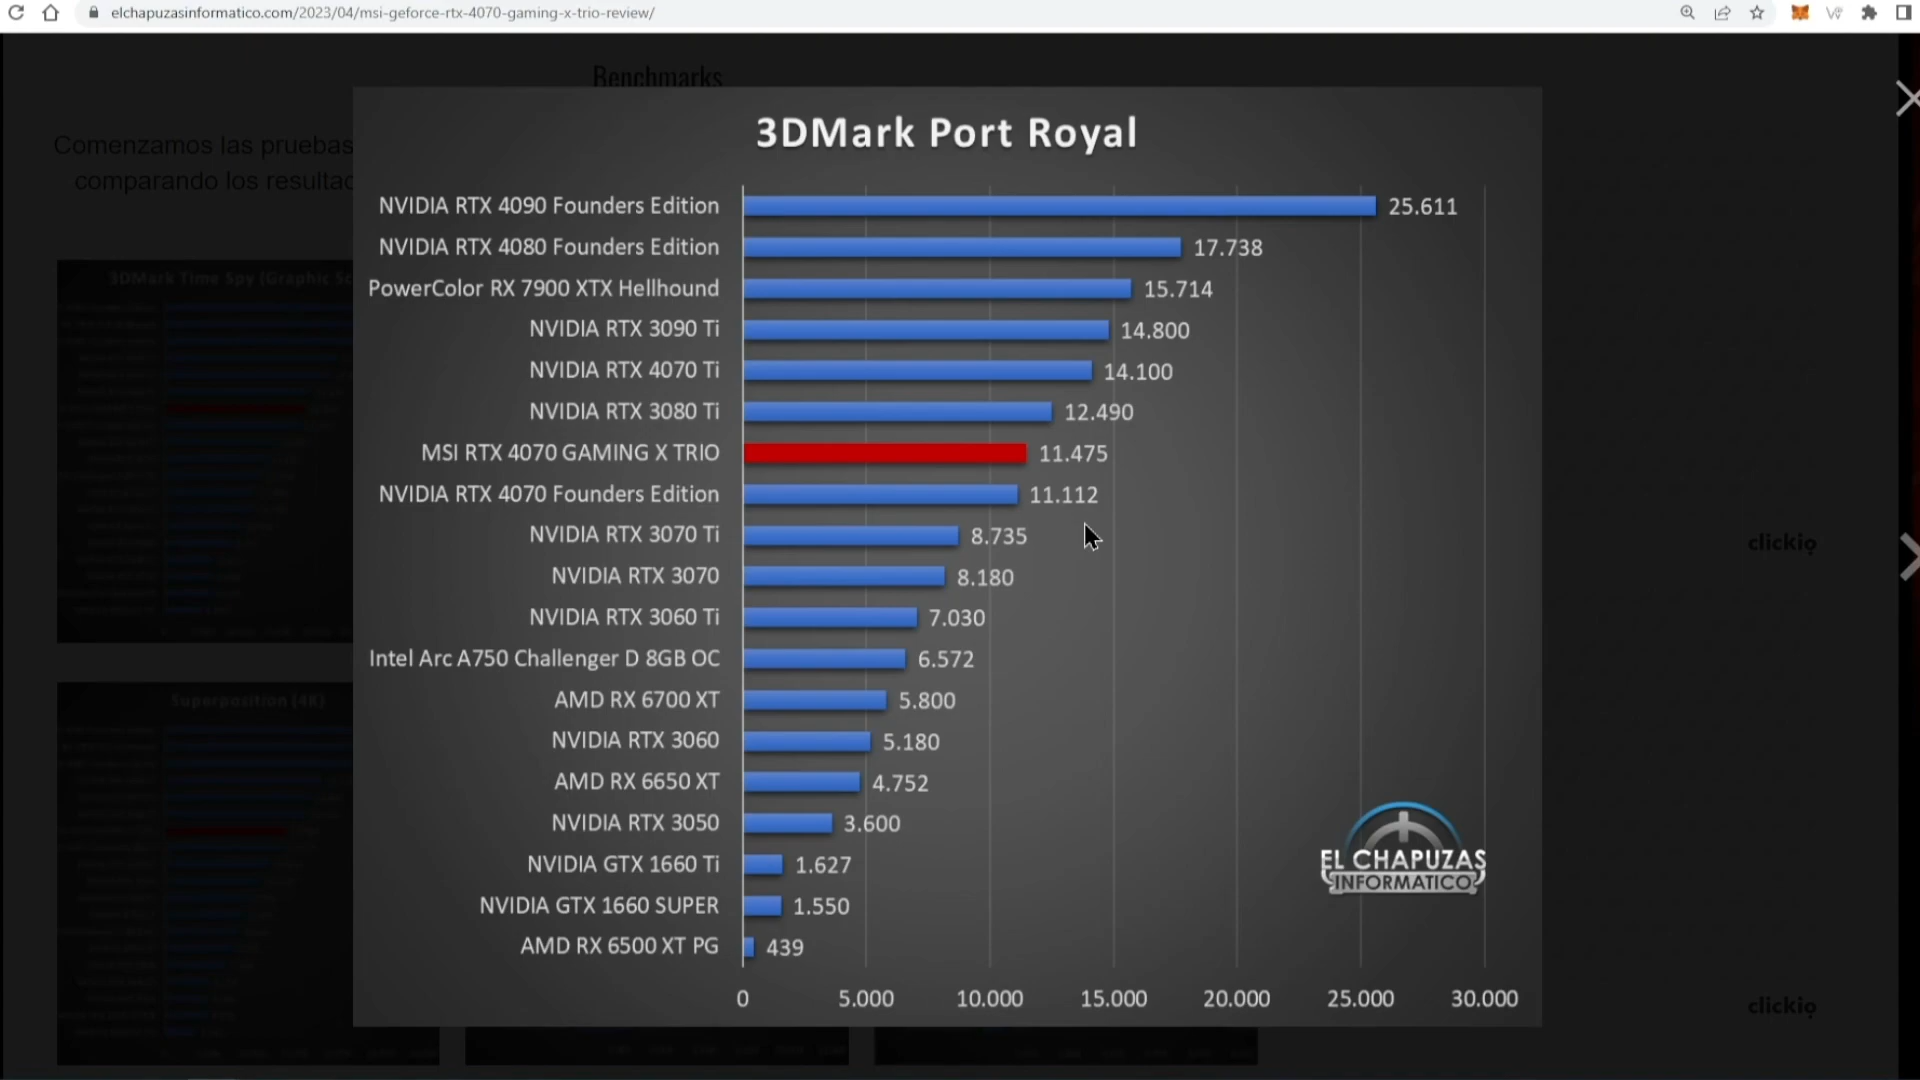 elchapuzasinformatico.com/2023/04/msi-geforce-rtx-4070-gaming-x-trio-review/
Benchmarks
Comenzamos las pruebas
comparando los resultad
3DMark Time Spy (Graphic Sc
Superposition (4K)
3DMark Port Royal
NVIDIA RTX 4090 Founders Edition 25.611
NVIDIA RTX 4080 Founders Edition 17.738
PowerColor RX 7900 XTX Hellhound 15.714
NVIDIA RTX 3090 Ti 14.800
NVIDIA RTX 4070 Ti 14.100
NVIDIA RTX 3080 Ti 12.490
MSI RTX 4070 GAMING X TRIO 11.475
NVIDIA RTX 4070 Founders Edition 11.112
NVIDIA RTX 3070 Ti 8.735
NVIDIA RTX 3070 8.180
NVIDIA RTX 3060 Ti 7.030
Intel Arc A750 Challenger D 8GB OC 6.572
AMD RX 6700 XT 5.800
NVIDIA RTX 3060 5.180
AMD RX 6650 XT 4.752
NVIDIA RTX 3050 3.600
NVIDIA GTX 1660 Ti 1.627
NVIDIA GTX 1660 SUPER 1.550
AMD RX 6500 XT PG 439
0 5.000 10.000 15.000 20.000 25.000 30.000
EL CHAPUZAS
INFORMATICO
clickio
clickio